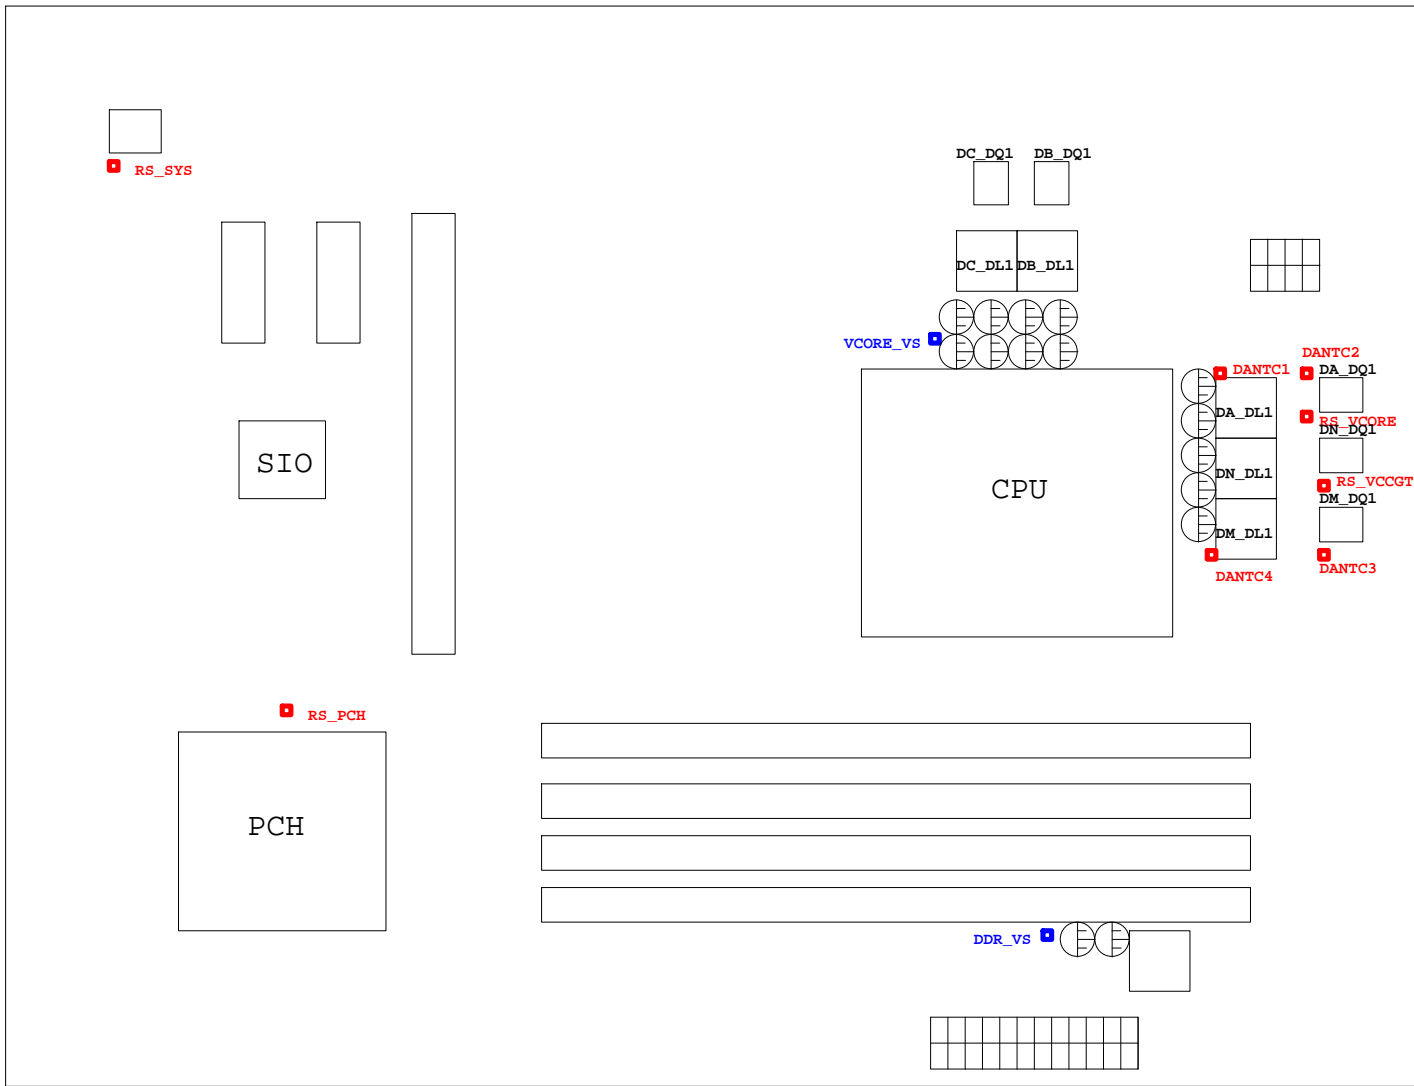 DC_DQ1 DB_DQ1
RS_SYS
DC_DL1 DB_DL1
VCORE_VS
DANTC2
DANTC1 DA_DQ1
DA_DL1 RS_VCORE
DN_DQ1
SIO DN_DL1
CPU RS_VCCGT
DM_DQ1
DM_DL1
DANTC4 DANTC3
RS_PCH
PCH
DDR_VS